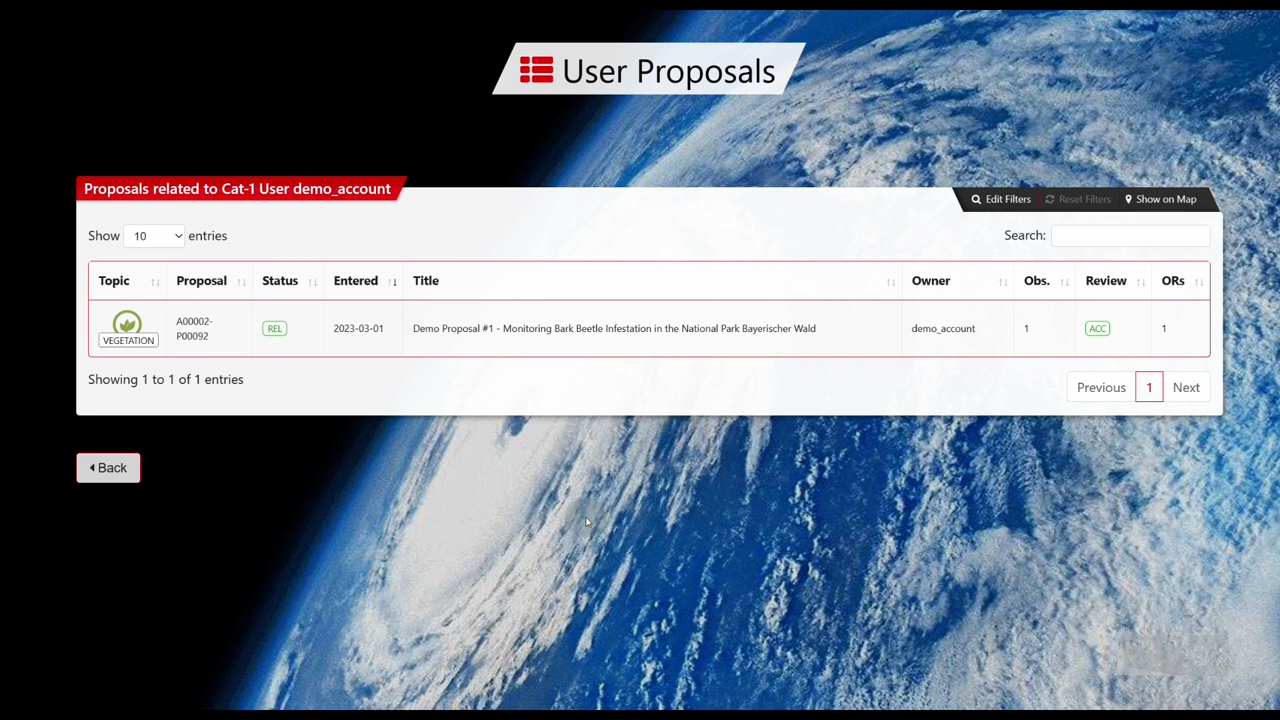 User Proposals
Proposals related to Cat-1 User demo_account
Edit Filters Reset Filters Show on Map
Show 10 entries Search:
Topic Proposal Status Entered Title Owner Obs. Review ORs
VEGETATION A00002-
P00092 REL 2023-03-01 Demo Proposal #1 - Monitoring Bark Beetle Infestation in the National Park Bayerischer Wald demo_account 1 ACC 1
Showing 1 to 1 of 1 entries
Previous 1 Next
Back